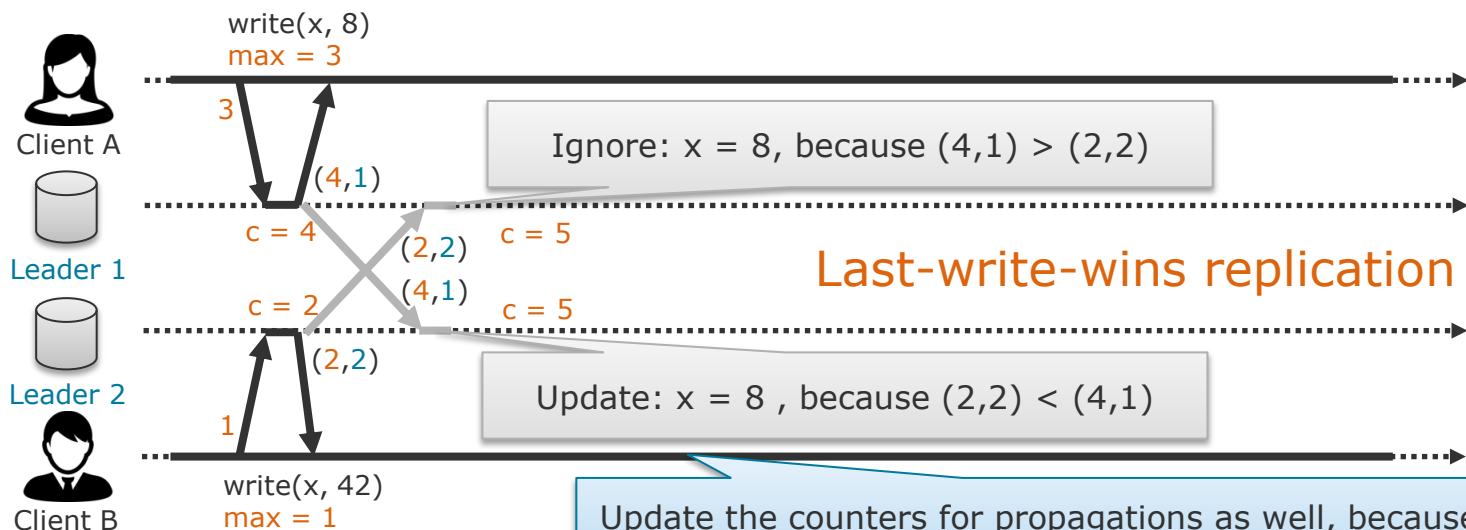 write(x, 8)
max = 3
3
Client A
Ignore: x = 8, because (4,1) > (2,2)
(4,1)
c = 4
(2,2)
c = 5
Leader 1
Last-write-wins replication
(4,1)
c = 2
c = 5
(2,2)
Leader 2
Update: x = 8 , because (2,2) < (4,1)
1
write(x, 42)
max = 1
Client B
Update the counters for propagations as well, because